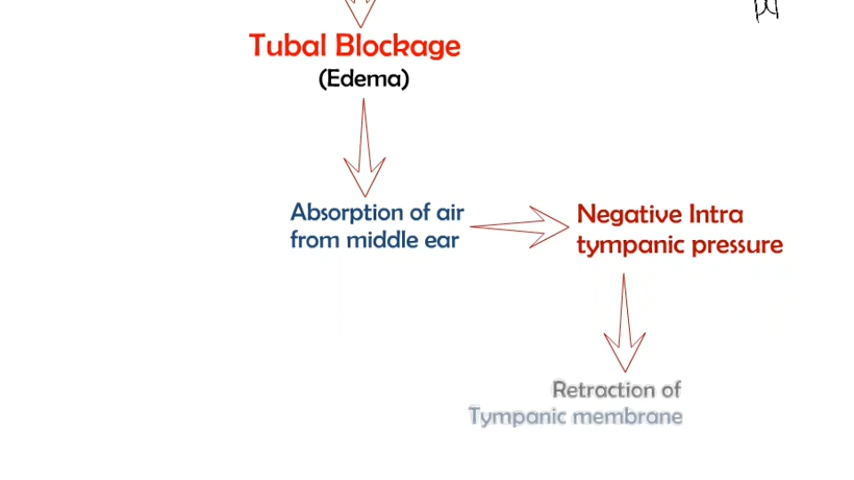 Tubal Blockage
(Edema)
Absorption of air
from middle ear
Negative Intra
tympanic pressure
Retraction of
Tympanic membrane